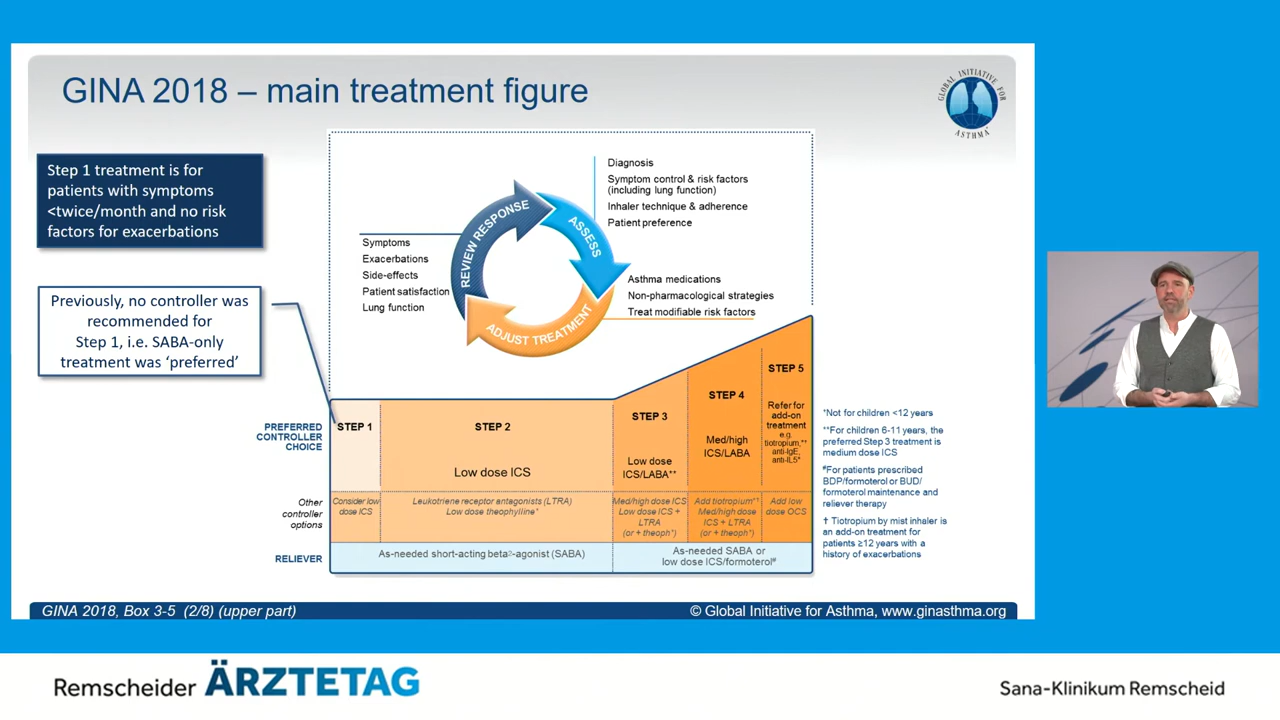 GINA 2018 – main treatment figure
GLOBAL INITIATIVE FOR
ASTHMA
Step 1 treatment is for
patients with symptoms
<twice/month and no risk
factors for exacerbations
Previously, no controller was
recommended for
Step 1, i.e. SABA-only
treatment was ‘preferred’
Diagnosis
Symptom control & risk factors
(including lung function)
Inhaler technique & adherence
Patient preference
Symptoms
Exacerbations
Side-effects
Patient satisfaction
Lung function
REVIEW RESPONSE
ASSESS
ADJUST TREATMENT
Asthma medications
Non-pharmacological strategies
Treat modifiable risk factors
PREFERRED
CONTROLLER
CHOICE
STEP 1
STEP 2
Low dose ICS
STEP 3
Low dose
ICS/LABA**
STEP 4
Med/high
ICS/LABA
STEP 5
Refer for
add-on
treatment
e.g.
tiotropium,**
anti-IgE,
anti-IL5*
Other
controller
options
Consider low
dose ICS
Leukotriene receptor antagonists (LTRA)
Low dose theophylline*
Med/high dose ICS
Low dose ICS +
LTRA
(or + theoph*)
Add tiotropium**
Med/high dose
ICS + LTRA
(or + theoph*)
Add low
dose OCS
RELIEVER
As-needed short-acting beta2-agonist (SABA)
As-needed SABA or
low dose ICS/formoterol#
*Not for children <12 years
**For children 6-11 years, the
preferred Step 3 treatment is
medium dose ICS
#For patients prescribed
BDP/formoterol or BUD/
formoterol maintenance and
reliever therapy
† Tiotropium by mist inhaler is
an add-on treatment for
patients ≥12 years with a
history of exacerbations
GINA 2018, Box 3-5 (2/8) (upper part)
© Global Initiative for Asthma, www.ginasthma.org
Remscheider ÄRZTETAG
Sana-Klinikum Remscheid